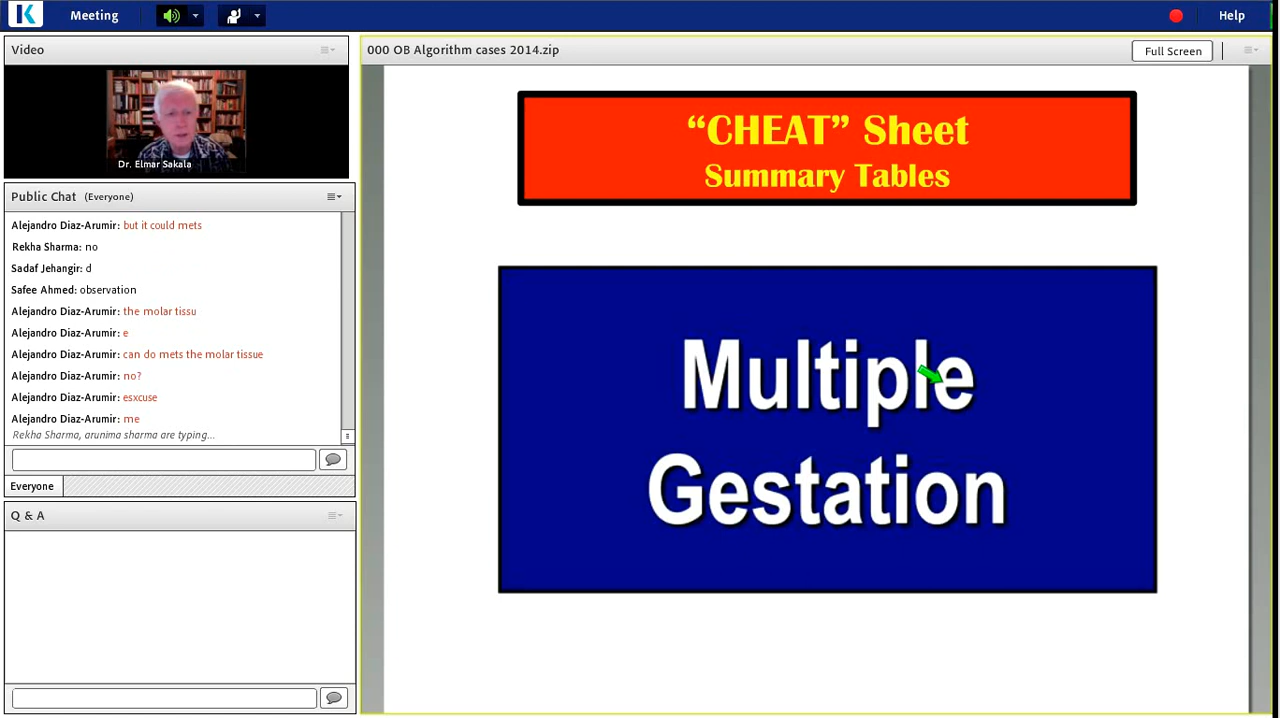 K Meeting Help
Video
Dr. Elmar Sakala
Public Chat (Everyone)
Alejandro Diaz-Arumir: but it could mets
Rekha Sharma: no
Sadaf Jehangir: d
Safee Ahmed: observation
Alejandro Diaz-Arumir: the molar tissu
Alejandro Diaz-Arumir: e
Alejandro Diaz-Arumir: can do mets the molar tissue
Alejandro Diaz-Arumir: no?
Alejandro Diaz-Arumir: esxcuse
Alejandro Diaz-Arumir: me
Rekha Sharma, arunima sharma are typing...
Everyone
Q & A
000 OB Algorithm cases 2014.zip
Full Screen
“CHEAT” Sheet
Summary Tables
Multiple
Gestation